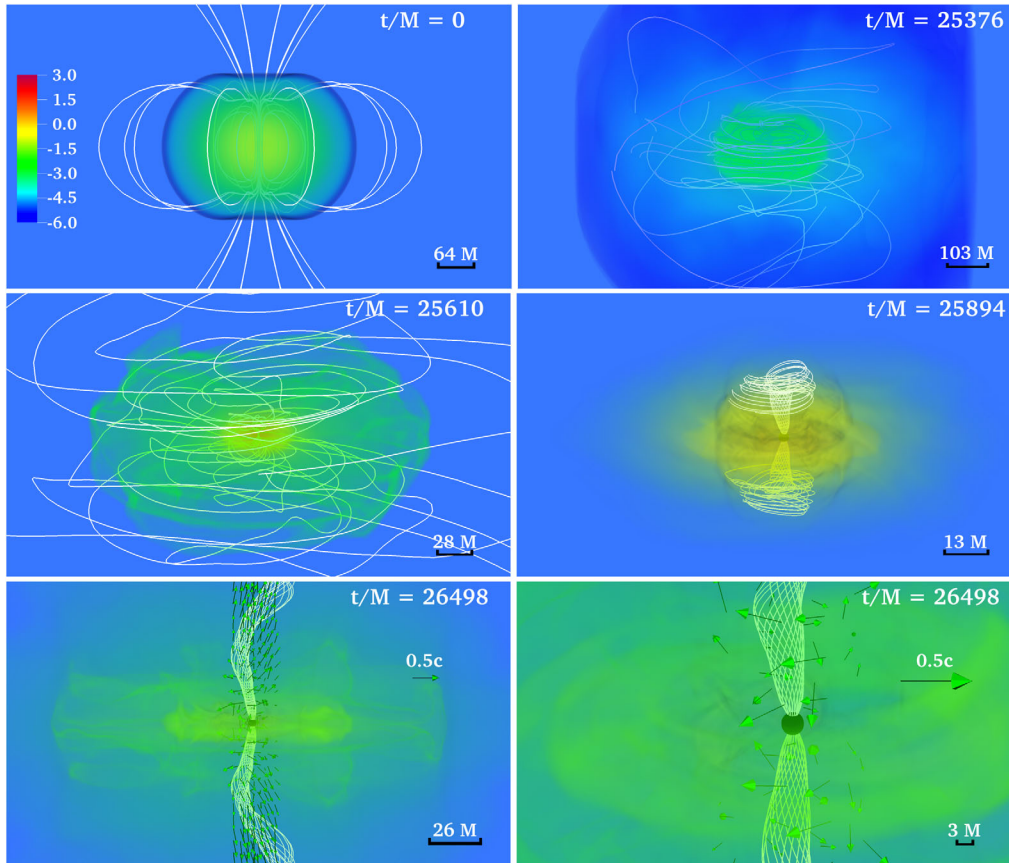 t/M = 0
3.0
1.5
0.0
-1.5
-3.0
-4.5
-6.0
64 M
t/M = 25376
103 M
t/M = 25610
28 M
t/M = 25894
13 M
t/M = 26498
0.5c
26 M
t/M = 26498
0.5c
3 M